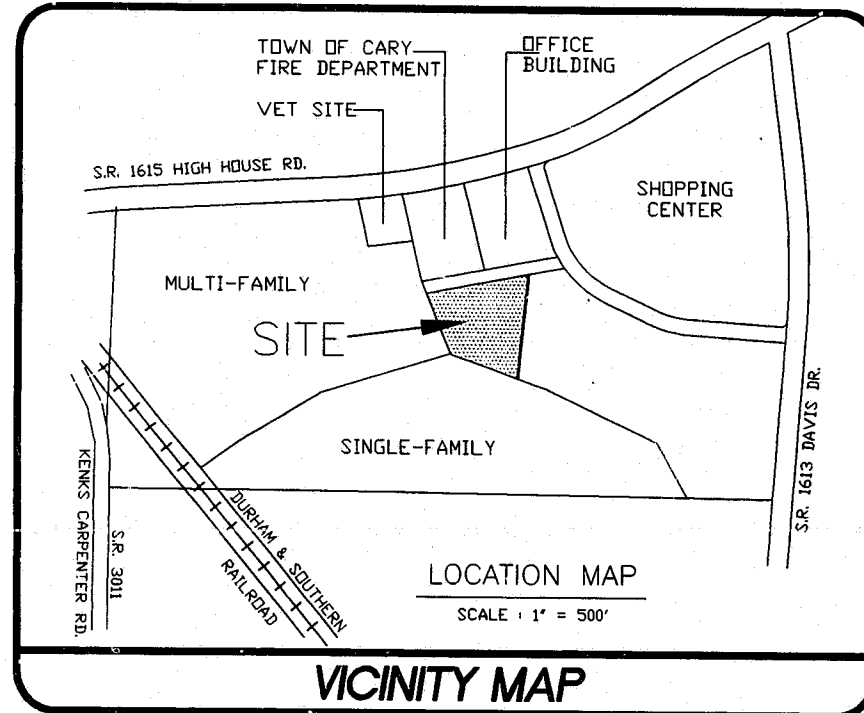 TOWN OF CARY
FIRE DEPARTMENT
OFFICE
BUILDING
VET SITE
S.R. 1615 HIGH HOUSE RD.
SHOPPING
CENTER
MULTI-FAMILY
SITE
SINGLE-FAMILY
S.R. 1613 DAVIS DR.
KENKS CARPENTER RD.
S.R. 3011
DURHAM & SOUTHERN
RAILROAD
LOCATION MAP
SCALE : 1" = 500'
VICINITY MAP